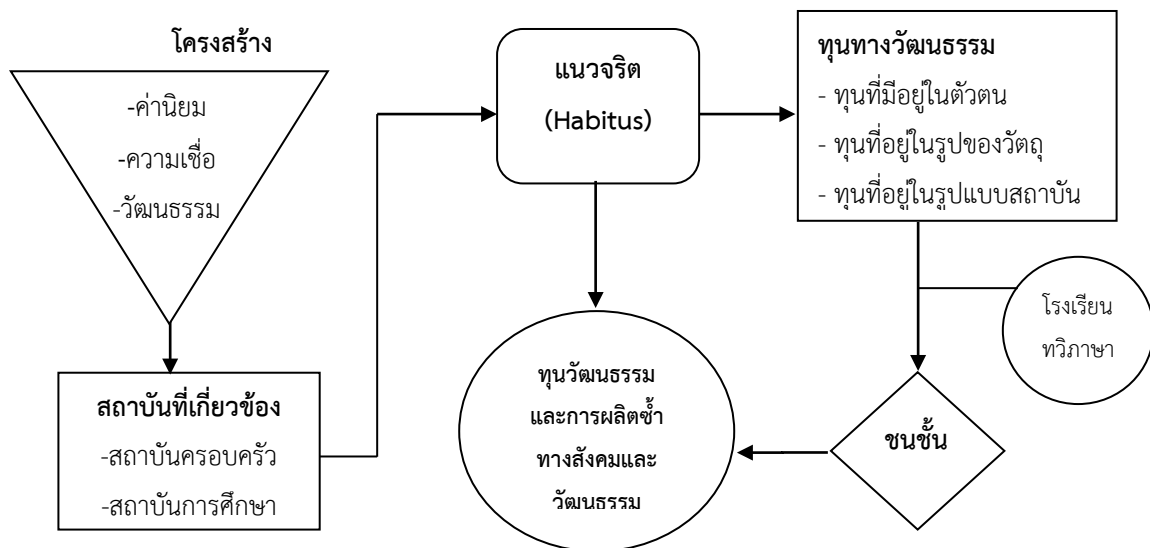 โครงสร้าง
-ค่านิยม
-ความเชื่อ
-วัฒนธรรม
สถาบันที่เกี่ยวข้อง
-สถาบันครอบครัว
-สถาบันการศึกษา
แนวจริต
(Habitus)
ทุนทางวัฒนธรรม
- ทุนที่มีอยู่ในตัวตน
- ทุนที่อยู่ในรูปของวัตถุ
- ทุนที่อยู่ในรูปแบบสถาบัน
โรงเรียน
ทวิภาษา
ชนชั้น
ทุนวัฒนธรรม
และการผลิตซ้ำ
ทางสังคมและ
วัฒนธรรม